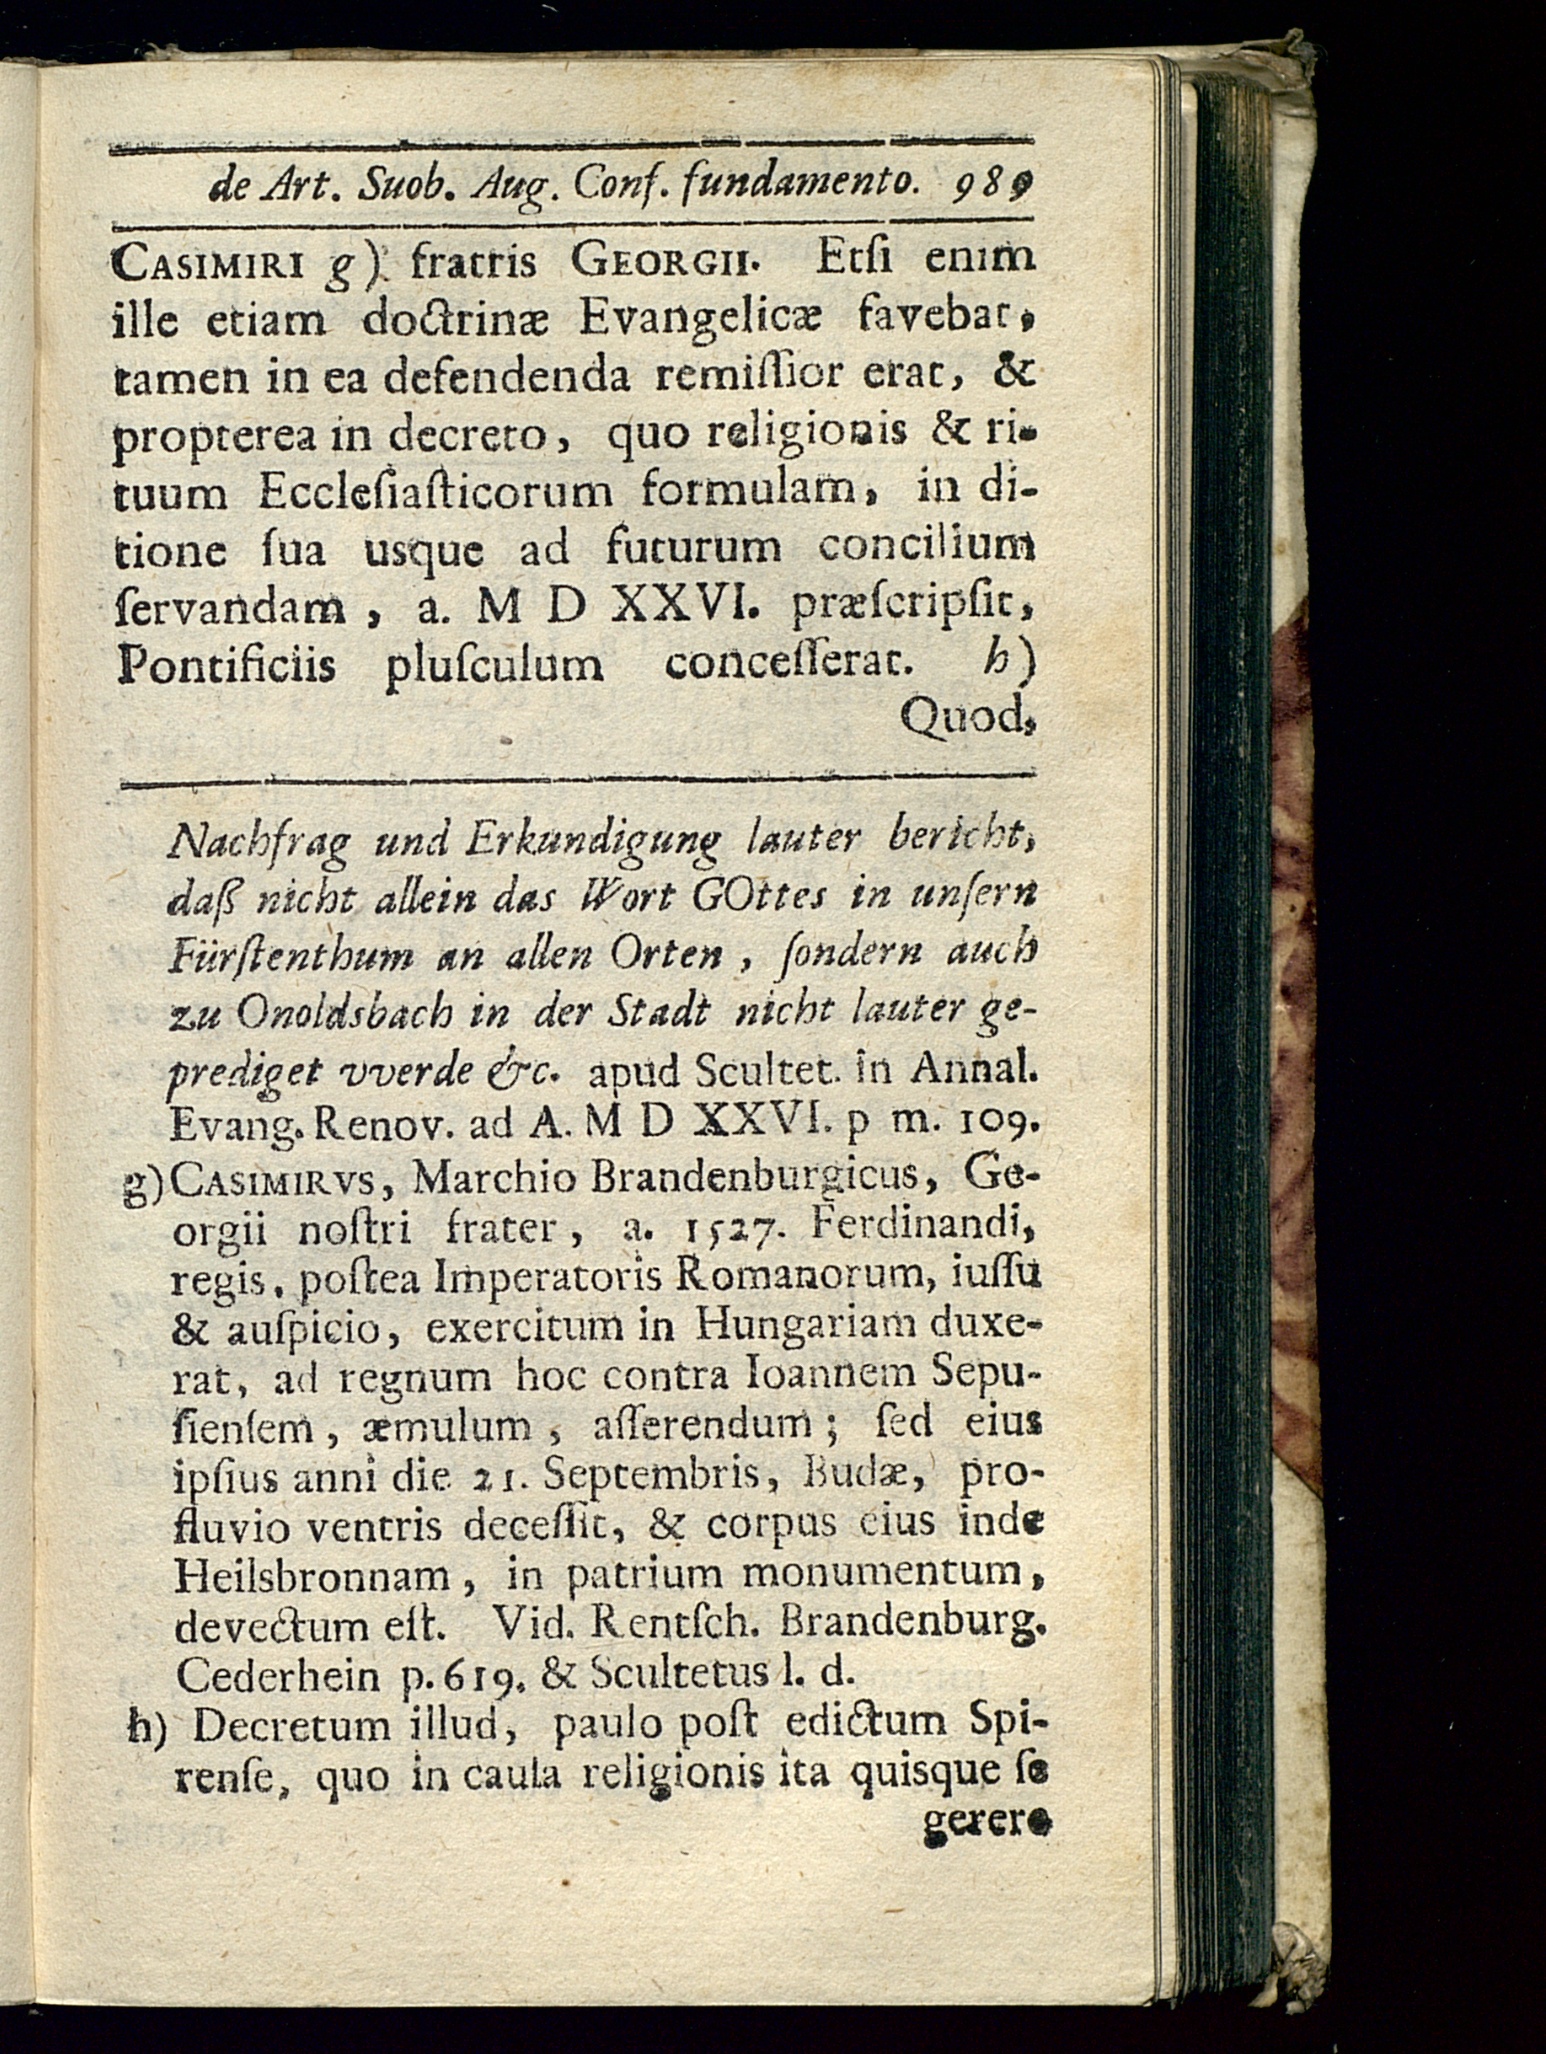 de Art. Suob. Aug. Conf. fundamento. 989
CASIMIRI g) fratris GEORGII. Etſi enim
ille etiam doctrinæ Evangelicæ favebat,
tamen in ea defendenda remiſſior erat, &
propterea in decreto, quo religionis & ri-
tuum Eccleſiaſticorum formulam, in di-
tione ſua usque ad futurum concilium
ſervandam, a. M D XXVI. præſcripſit,
Pontificiis pluſculum conceſſerat. h)
Quod,
Nachfrag und Erkundigung lauter bericht,
daß nicht allein das Wort GOttes in unſern
Fürſtenthum an allen Orten, ſondern auch
zu Onoldsbach in der Stadt nicht lauter ge-
prediget vverde &c. apud Scultet. in Annal.
Evang. Renov. ad A. M D XXVI. p m. 109.
g) CASIMIRVS, Marchio Brandenburgicus, Ge-
orgii noſtri frater, a. 1527. Ferdinandi,
regis, poſtea Imperatoris Romanorum, iuſſu
& auſpicio, exercitum in Hungariam duxe-
rat, ad regnum hoc contra Ioannem Sepu-
ſienſem, æmulum, aſſerendum; ſed eius
ipſius anni die 21. Septembris, Budæ, pro-
fluvio ventris deceſſit, & corpus eius inde
Heilsbronnam, in patrium monumentum,
devectum eſt. Vid. Rentſch. Brandenburg.
Cederhein p. 619. & Scultetus l. d.
h) Decretum illud, paulo poſt edictum Spi-
renſe, quo in cauſa religionis ita quisque ſe
gerere